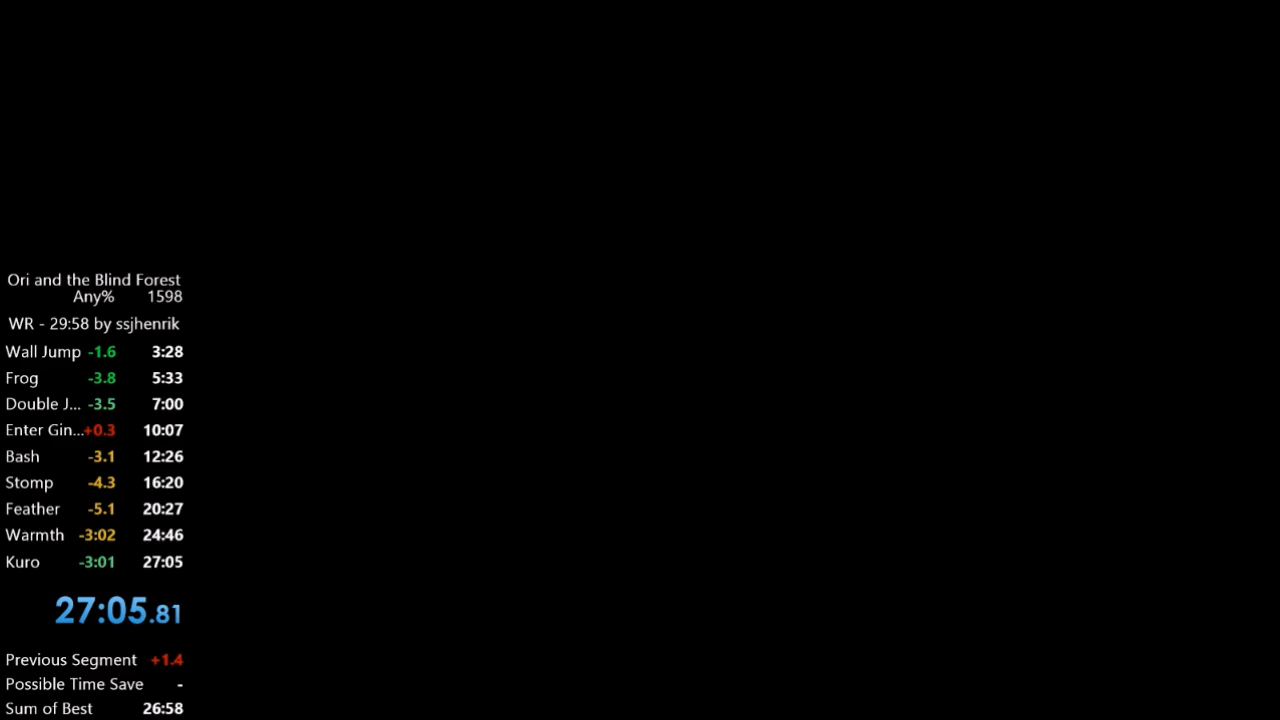 Ori and the Blind Forest
Any% 1598
WR - 29:58 by ssjhenrik
Wall Jump -1.6 3:28
Frog -3.8 5:33
Double J... -3.5 7:00
Enter Gin...+0.3 10:07
Bash -3.1 12:26
Stomp -4.3 16:20
Feather -5.1 20:27
Warmth -3:02 24:46
Kuro -3:01 27:05
27:05.81
Previous Segment +1.4
Possible Time Save -
Sum of Best 26:58